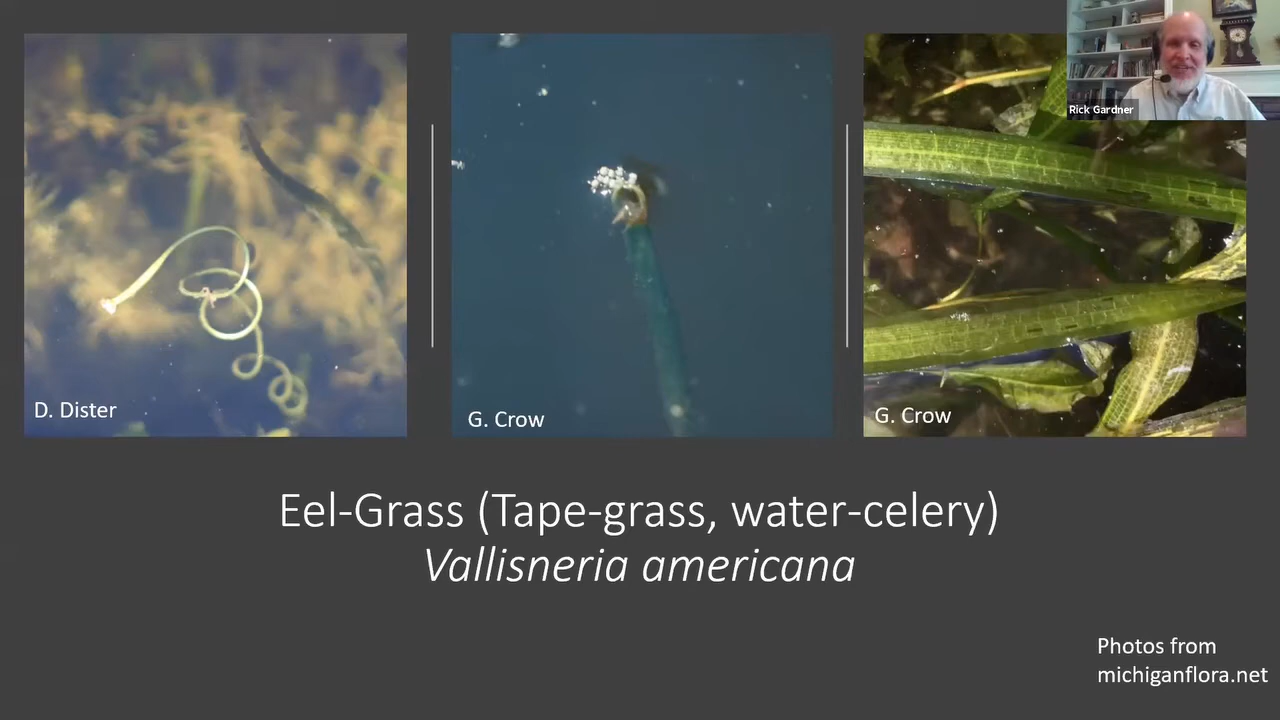 Rick Gardner
D. Dister
G. Crow
G. Crow
Eel-Grass (Tape-grass, water-celery)
Vallisneria americana
Photos from
michiganflora.net